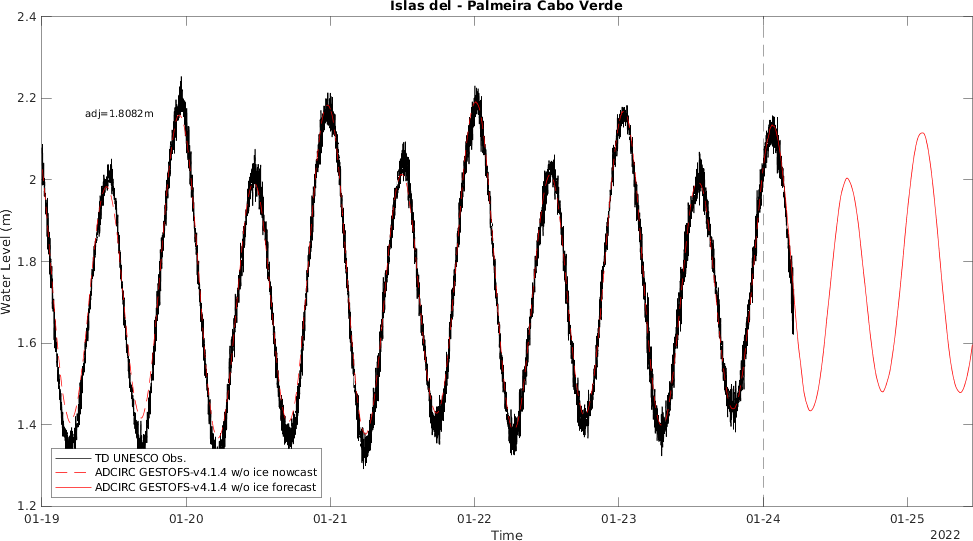 Islas del - Palmeira Cabo Verde
2.4
2.2
2
1.8
1.6
1.4
1.2
Water Level (m)
adj=1.8082m
TD UNESCO Obs.
ADCIRC GESTOFS-v4.1.4 w/o ice nowcast
ADCIRC GESTOFS-v4.1.4 w/o ice forecast
01-19 01-20 01-21 01-22 01-23 01-24 01-25
Time
2022